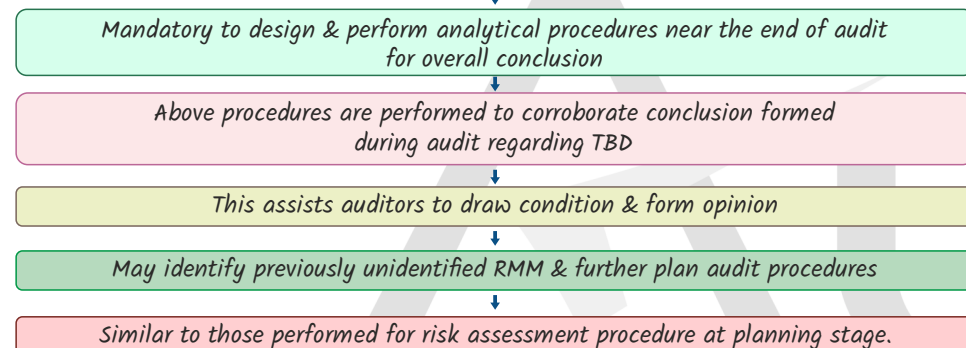 Mandatory to design & perform analytical procedures near the end of audit
for overall conclusion
Above procedures are performed to corroborate conclusion formed
during audit regarding TBD
This assists auditors to draw condition & form opinion
May identify previously unidentified RMM & further plan audit procedures
Similar to those performed for risk assessment procedure at planning stage.